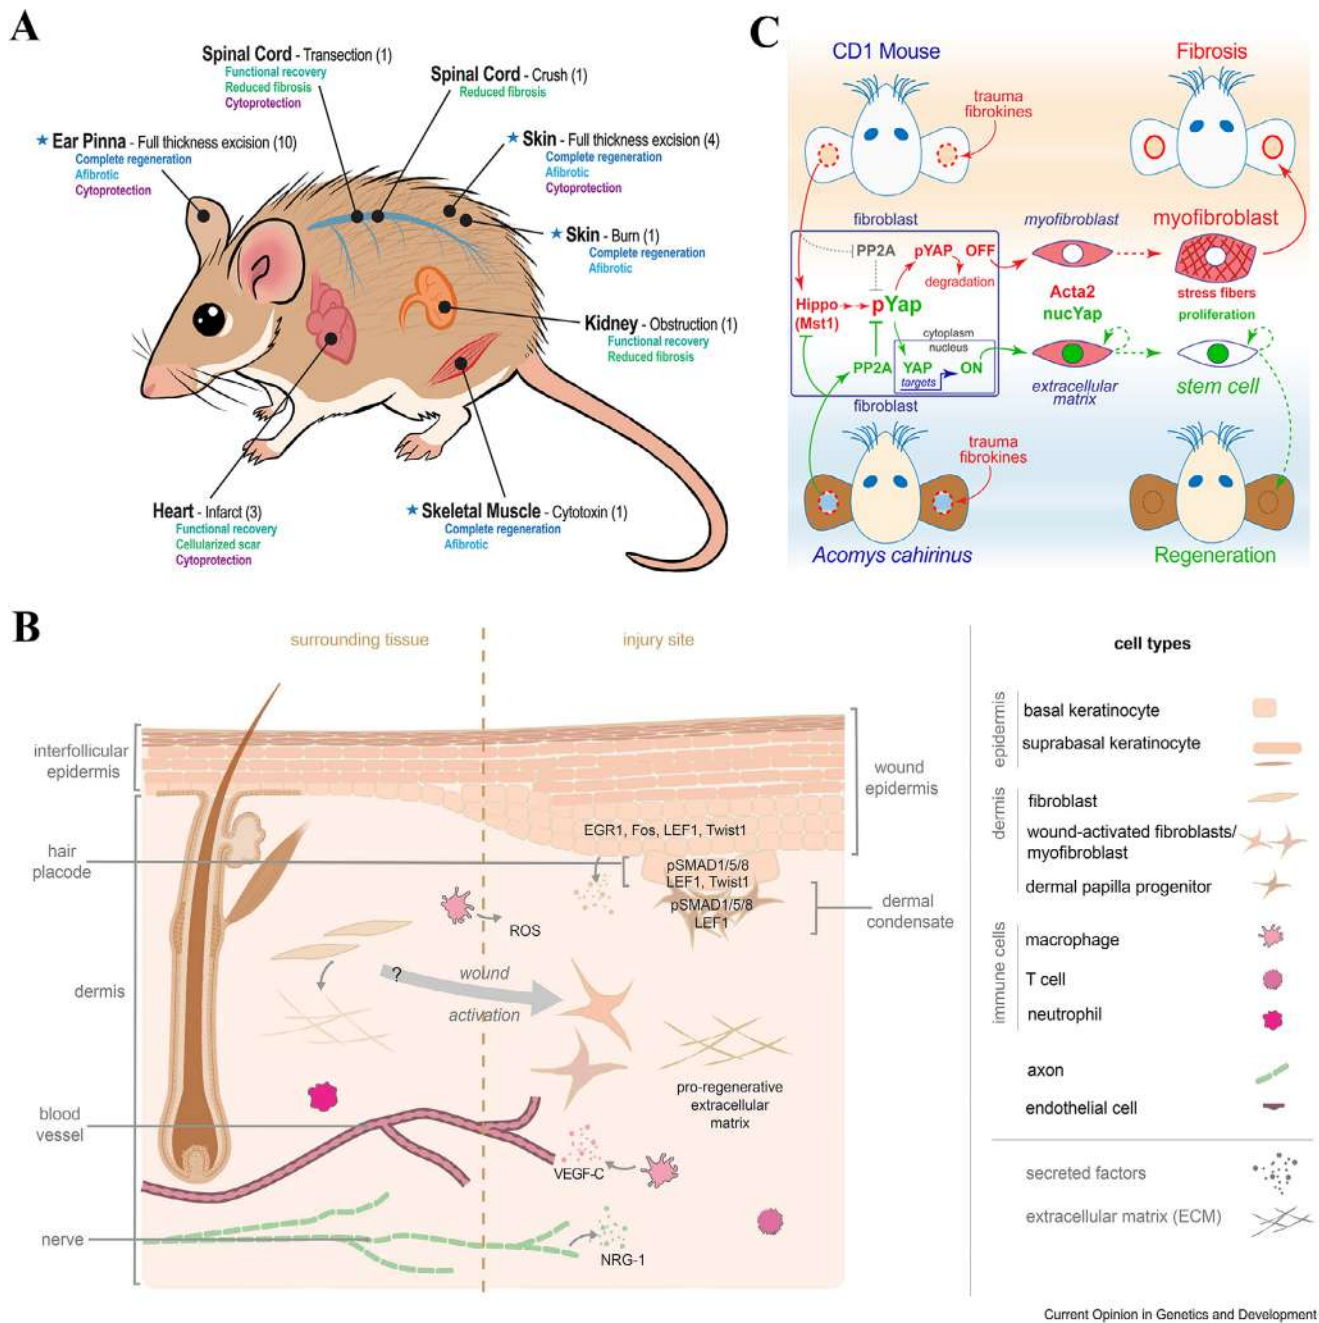 A
Spinal Cord - Transection (1)
Functional recovery
Reduced fibrosis
Cytoprotection
Spinal Cord - Crush (1)
Reduced fibrosis
Ear Pinna - Full thickness excision (10)
Complete regeneration
Afibrotic
Cytoprotection
Skin - Full thickness excision (4)
Complete regeneration
Afibrotic
Cytoprotection
Skin - Burn (1)
Complete regeneration
Afibrotic
Kidney - Obstruction (1)
Functional recovery
Reduced fibrosis
Heart - Infarct (3)
Functional recovery
Cellularized scar
Cytoprotection
Skeletal Muscle - Cytotoxin (1)
Complete regeneration
Afibrotic
C
CD1 Mouse
Fibrosis
trauma
fibrokines
fibroblast
myofibroblast
myofibroblast
PP2A
pYAP OFF
degradation
Hippo
(Mst1)
pYap
Acta2
nucYap
stress fibers
proliferation
cytoplasm
nucleus
PP2A
YAP
ON
targets
fibroblast
extracellular
matrix
stem cell
trauma
fibrokines
Acomys cahirinus
Regeneration
B
surrounding tissue
injury site
interfollicular
epidermis
wound
epidermis
EGR1, Fos, LEF1, Twist1
hair
placode
pSMAD1/5/8
LEF1, Twist1
pSMAD1/5/8
LEF1
dermal
condensate
ROS
dermis
?
wound
activation
pro-regenerative
extracellular
matrix
blood
vessel
VEGF-C
nerve
NRG-1
cell types
epidermis
basal keratinocyte
suprabasal keratinocyte
dermis
fibroblast
wound-activated fibroblasts/
myofibroblast
dermal papilla progenitor
immune cells
macrophage
T cell
neutrophil
axon
endothelial cell
secreted factors
extracellular matrix (ECM)
Current Opinion in Genetics and Development